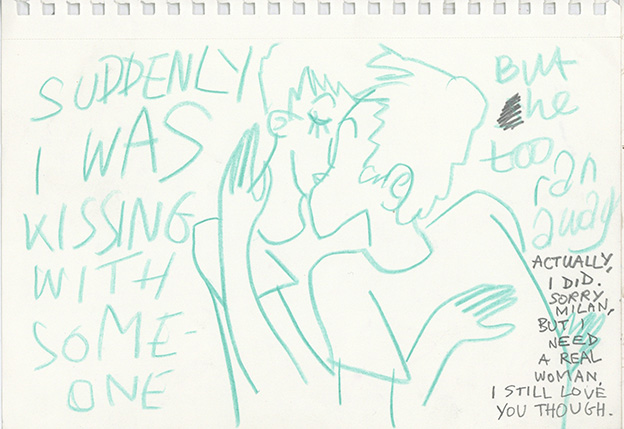 SUDDENLY
I WAS
KISSING
WITH
SOME-
ONE
BUT
he
too
ran
away
ACTUALLY,
I DID.
SORRY,
MILAN,
BUT I
NEED
A REAL
WOMAN.
I STILL LOVE
YOU THOUGH.